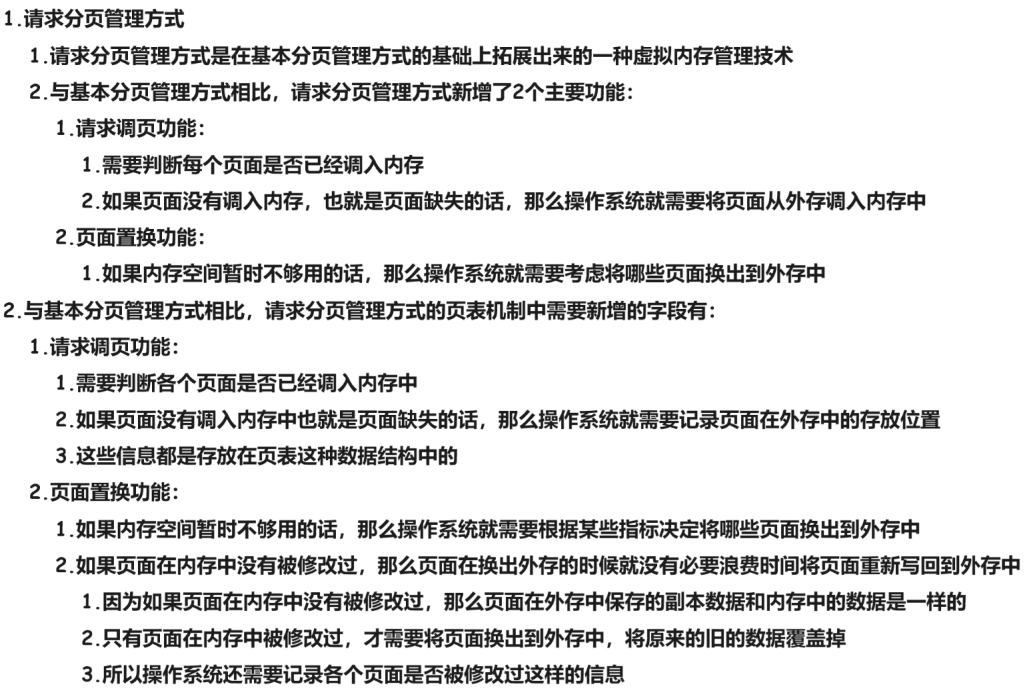 1.请求分页管理方式
1.请求分页管理方式是在基本分页管理方式的基础上拓展出来的一种虚拟内存管理技术
2.与基本分页管理方式相比，请求分页管理方式新增了2个主要功能：
1.请求调页功能：
1.需要判断每个页面是否已经调入内存
2.如果页面没有调入内存，也就是页面缺失的话，那么操作系统就需要将页面从外存调入内存中
2.页面置换功能：
1.如果内存空间暂时不够用的话，那么操作系统就需要考虑将哪些页面换出到外存中
2.与基本分页管理方式相比，请求分页管理方式的页表机制中需要新增的字段有：
1.请求调页功能：
1.需要判断各个页面是否已经调入内存中
2.如果页面没有调入内存中也就是页面缺失的话，那么操作系统就需要记录页面在外存中的存放位置
3.这些信息都是存放在页表这种数据结构中的
2.页面置换功能：
1.如果内存空间暂时不够用的话，那么操作系统就需要根据某些指标决定将哪些页面换出到外存中
2.如果页面在内存中没有被修改过，那么页面在换出外存的时候就没有必要浪费时间将页面重新写回到外存中
1.因为如果页面在内存中没有被修改过，那么页面在外存中保存的副本数据和内存中的数据是一样的
2.只有页面在内存中被修改过，才需要将页面换出到外存中，将原来的旧的数据覆盖掉
3.所以操作系统还需要记录各个页面是否被修改过这样的信息